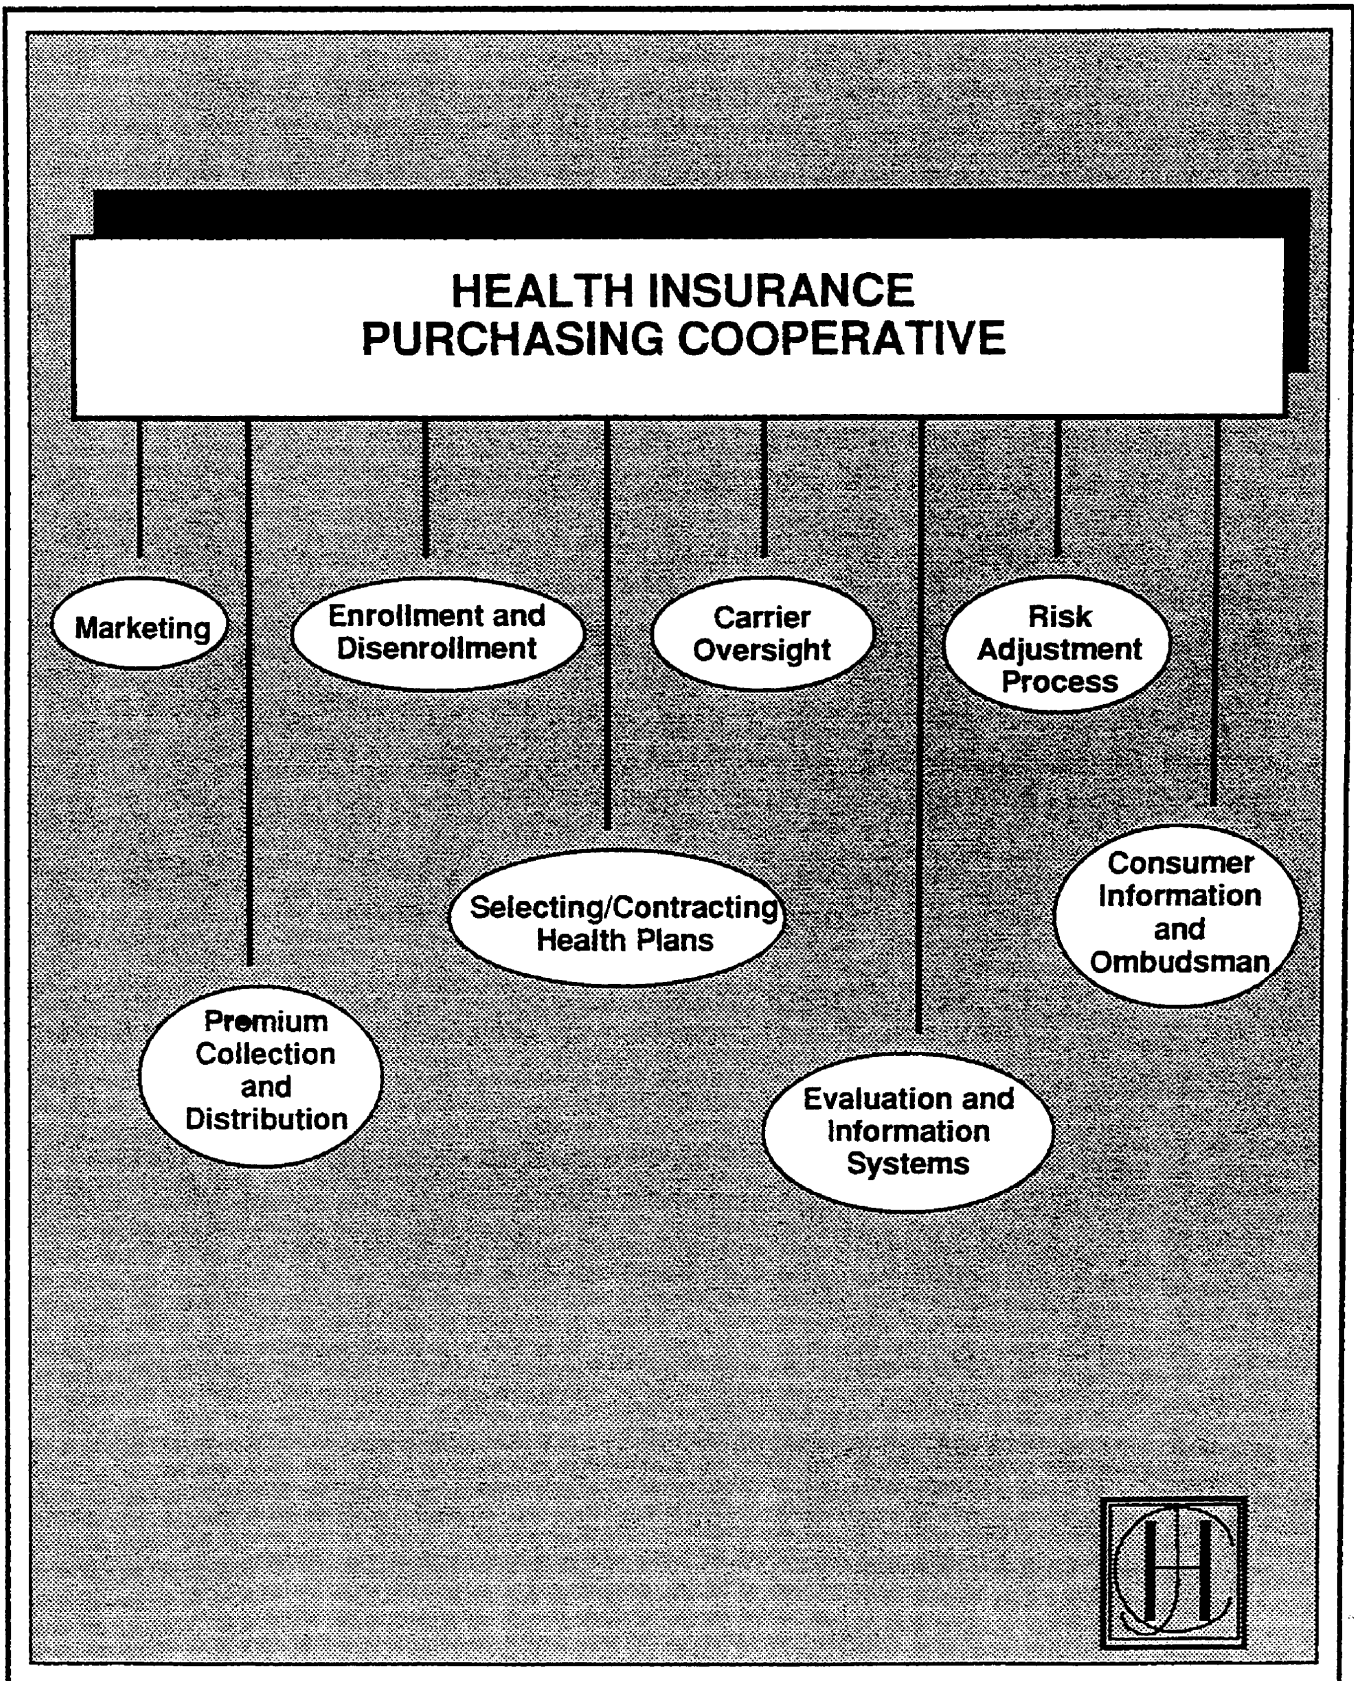 HEALTH INSURANCE
PURCHASING COOPERATIVE
Marketing
Enrollment and
Disenrollment
Carrier
Oversight
Risk
Adjustment
Process
Selecting/Contracting
Health Plans
Consumer
Information
and
Ombudsman
Premium
Collection
and
Distribution
Evaluation and
Information
Systems